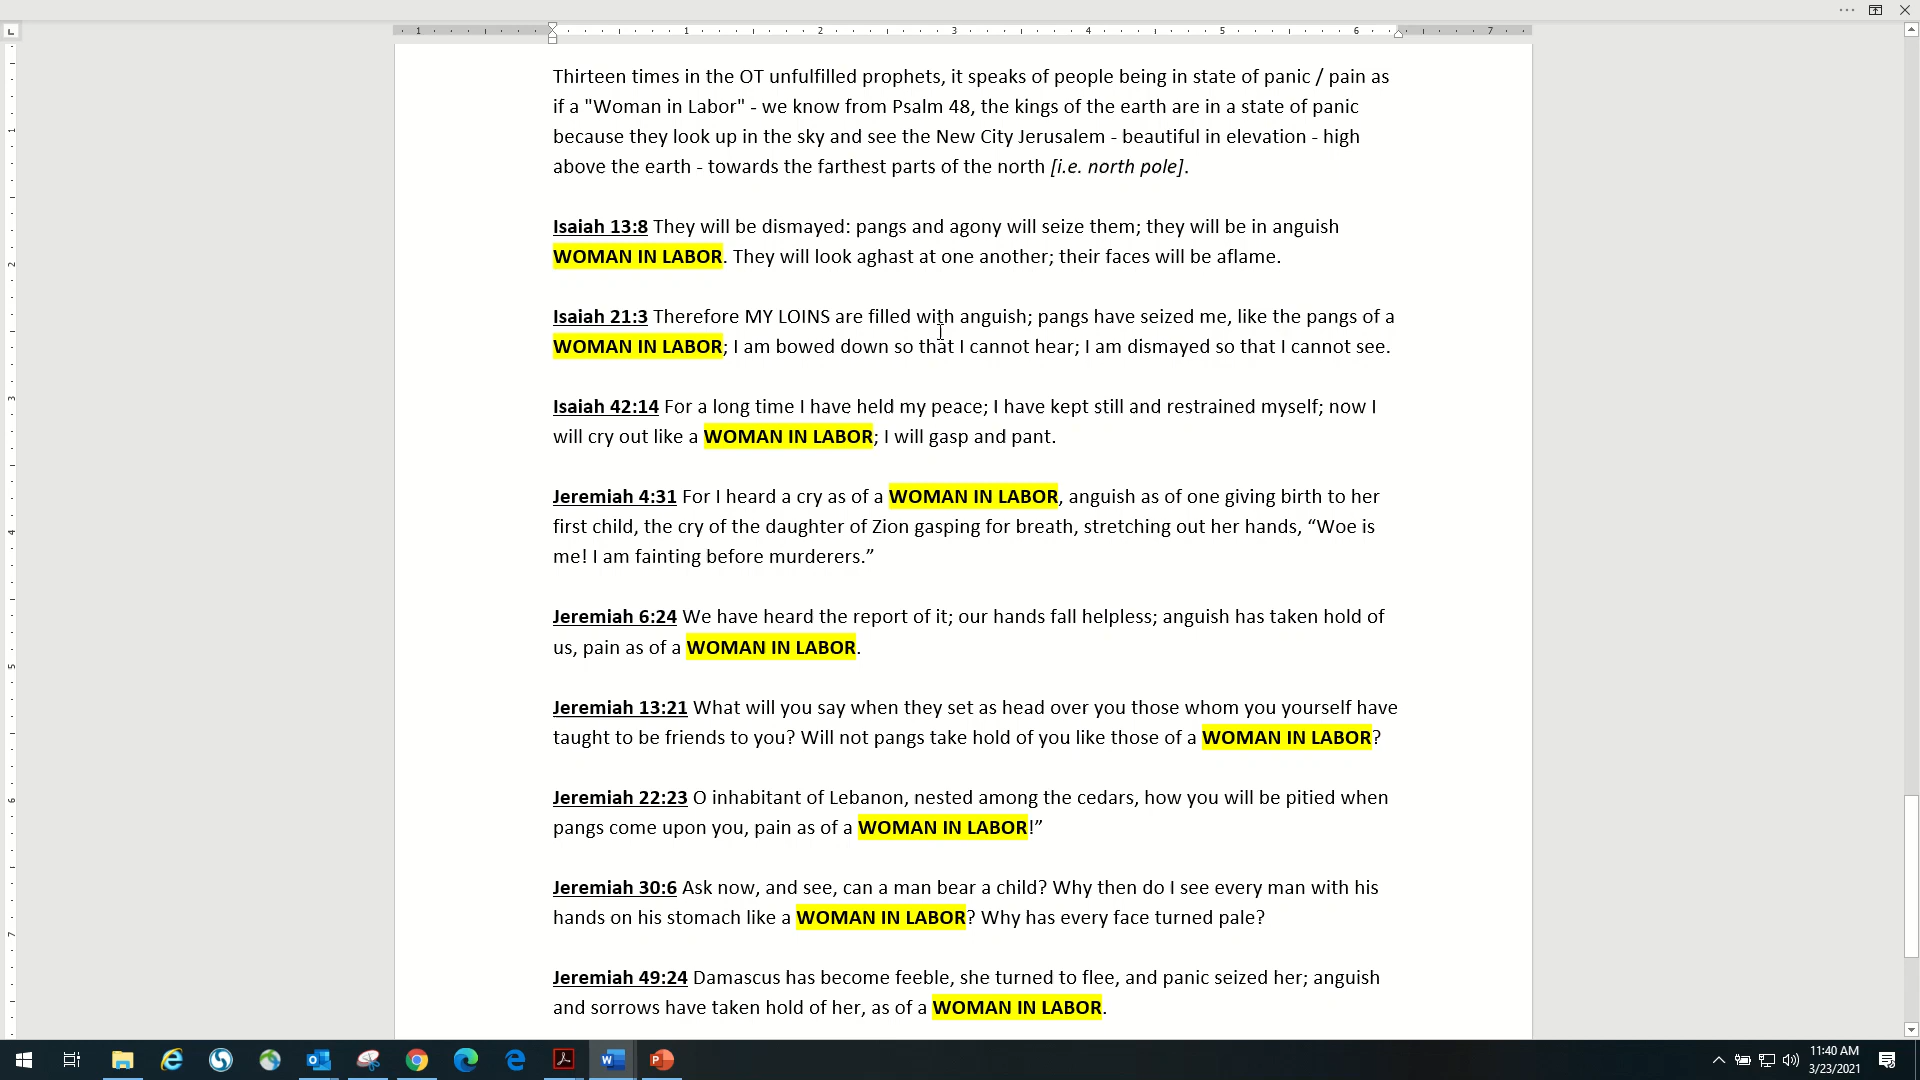 1 1 2 3 4 5 6 7
Thirteen times in the OT unfulfilled prophets, it speaks of people being in state of panic / pain as
if a "Woman in Labor" - we know from Psalm 48, the kings of the earth are in a state of panic
because they look up in the sky and see the New City Jerusalem - beautiful in elevation - high
above the earth - towards the farthest parts of the north [i.e. north pole].
Isaiah 13:8 They will be dismayed: pangs and agony will seize them; they will be in anguish
WOMAN IN LABOR. They will look aghast at one another; their faces will be aflame.
Isaiah 21:3 Therefore MY LOINS are filled with anguish; pangs have seized me, like the pangs of a
WOMAN IN LABOR; I am bowed down so that I cannot hear; I am dismayed so that I cannot see.
Isaiah 42:14 For a long time I have held my peace; I have kept still and restrained myself; now I
will cry out like a WOMAN IN LABOR; I will gasp and pant.
Jeremiah 4:31 For I heard a cry as of a WOMAN IN LABOR, anguish as of one giving birth to her
first child, the cry of the daughter of Zion gasping for breath, stretching out her hands, “Woe is
me! I am fainting before murderers.”
Jeremiah 6:24 We have heard the report of it; our hands fall helpless; anguish has taken hold of
us, pain as of a WOMAN IN LABOR.
Jeremiah 13:21 What will you say when they set as head over you those whom you yourself have
taught to be friends to you? Will not pangs take hold of you like those of a WOMAN IN LABOR?
Jeremiah 22:23 O inhabitant of Lebanon, nested among the cedars, how you will be pitied when
pangs come upon you, pain as of a WOMAN IN LABOR!”
Jeremiah 30:6 Ask now, and see, can a man bear a child? Why then do I see every man with his
hands on his stomach like a WOMAN IN LABOR? Why has every face turned pale?
Jeremiah 49:24 Damascus has become feeble, she turned to flee, and panic seized her; anguish
and sorrows have taken hold of her, as of a WOMAN IN LABOR.
1
2
3
4
5
6
7
11:40 AM
3/23/2021